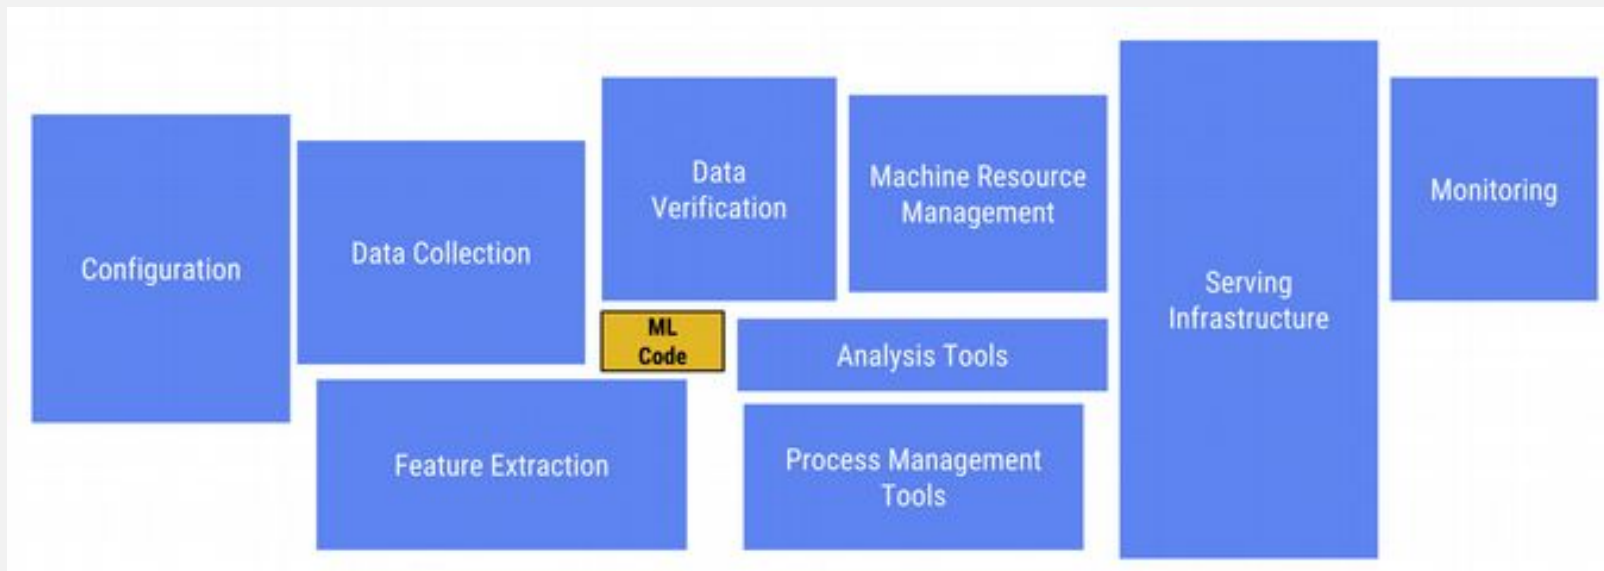 Configuration
Data Collection
Data
Verification
Machine Resource
Management
Serving
Infrastructure
Monitoring
ML
Code
Analysis Tools
Feature Extraction
Process Management
Tools